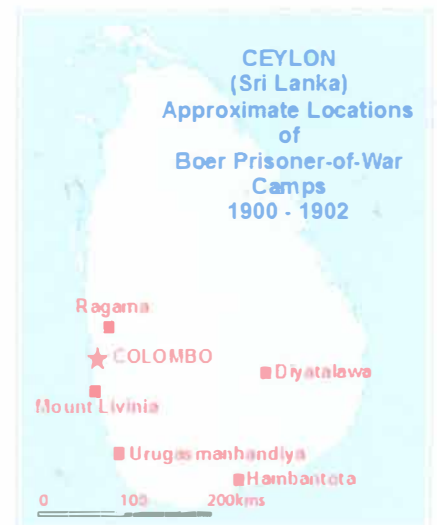 CEYLON
(Sri Lanka)
Approximate Locations
of
Boer Prisoner-of-War
Camps
1900 - 1902
Ragama
COLOMBO
Diyatalawa
Mount Livinia
Urugasmanhandiya
Hambantota
0 100 200kms